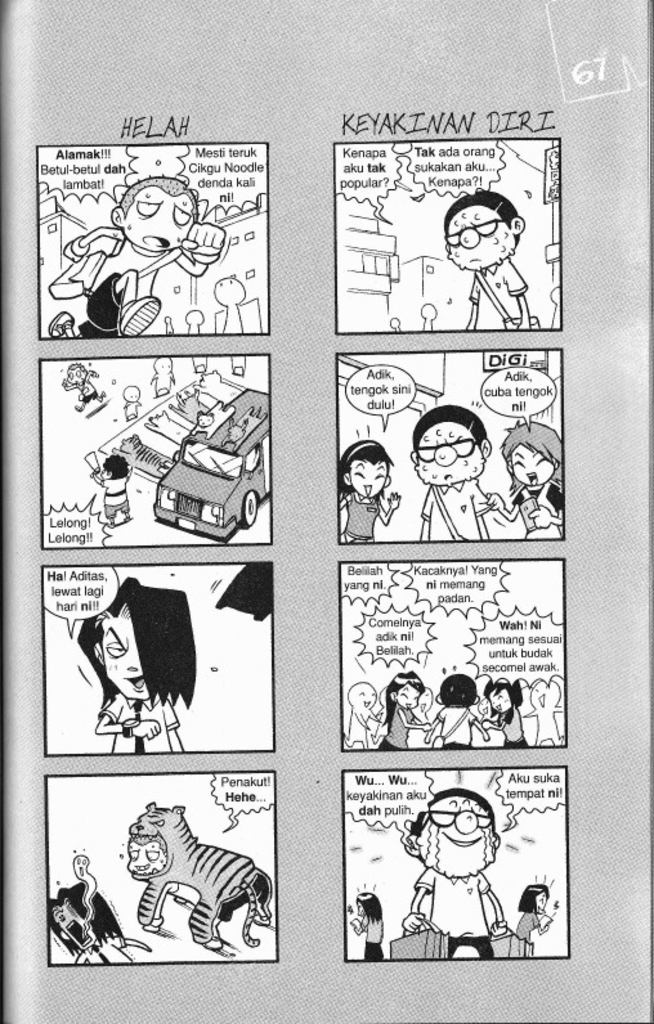 67
HELAH
Alamak!!!
Betul-betul dah
lambat!
Mesti teruk
Cikgu Noodle
denda kali
ni!
Lelong!
Lelong!!
Ha! Aditas,
lewat lagi
hari ni!!
Penakut!
Hehe...
KEYAKINAN DIRI
Kenapa
aku tak
popular?
Tak ada orang
sukakan aku...
Kenapa?!
DiGi
Adik,
tengok sini
dulu!
Adik,
cuba tengok
ni!
Belilah
yang ni.
Kacaknya! Yang
ni memang
padan.
Comelnya
adik ni!
Belilah.
Wah! Ni
memang sesuai
untuk budak
secomel awak.
Wu... Wu...
keyakinan aku
dah pulih.
Aku suka
tempat ni!